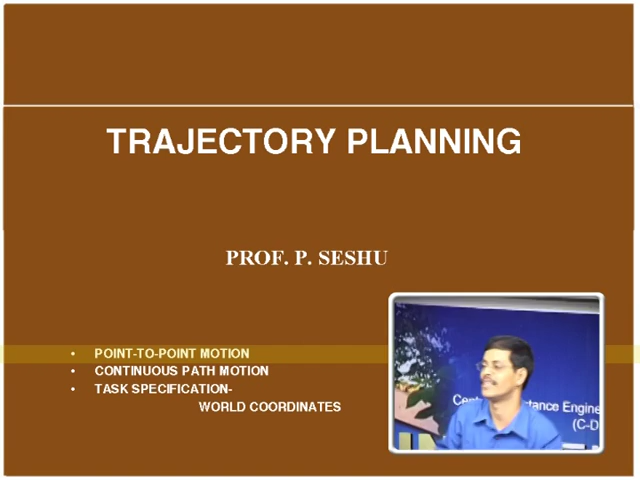 TRAJECTORY PLANNING
PROF. P. SESHU
• POINT-TO-POINT MOTION
• CONTINUOUS PATH MOTION
• TASK SPECIFICATION-
WORLD COORDINATES
(C-D